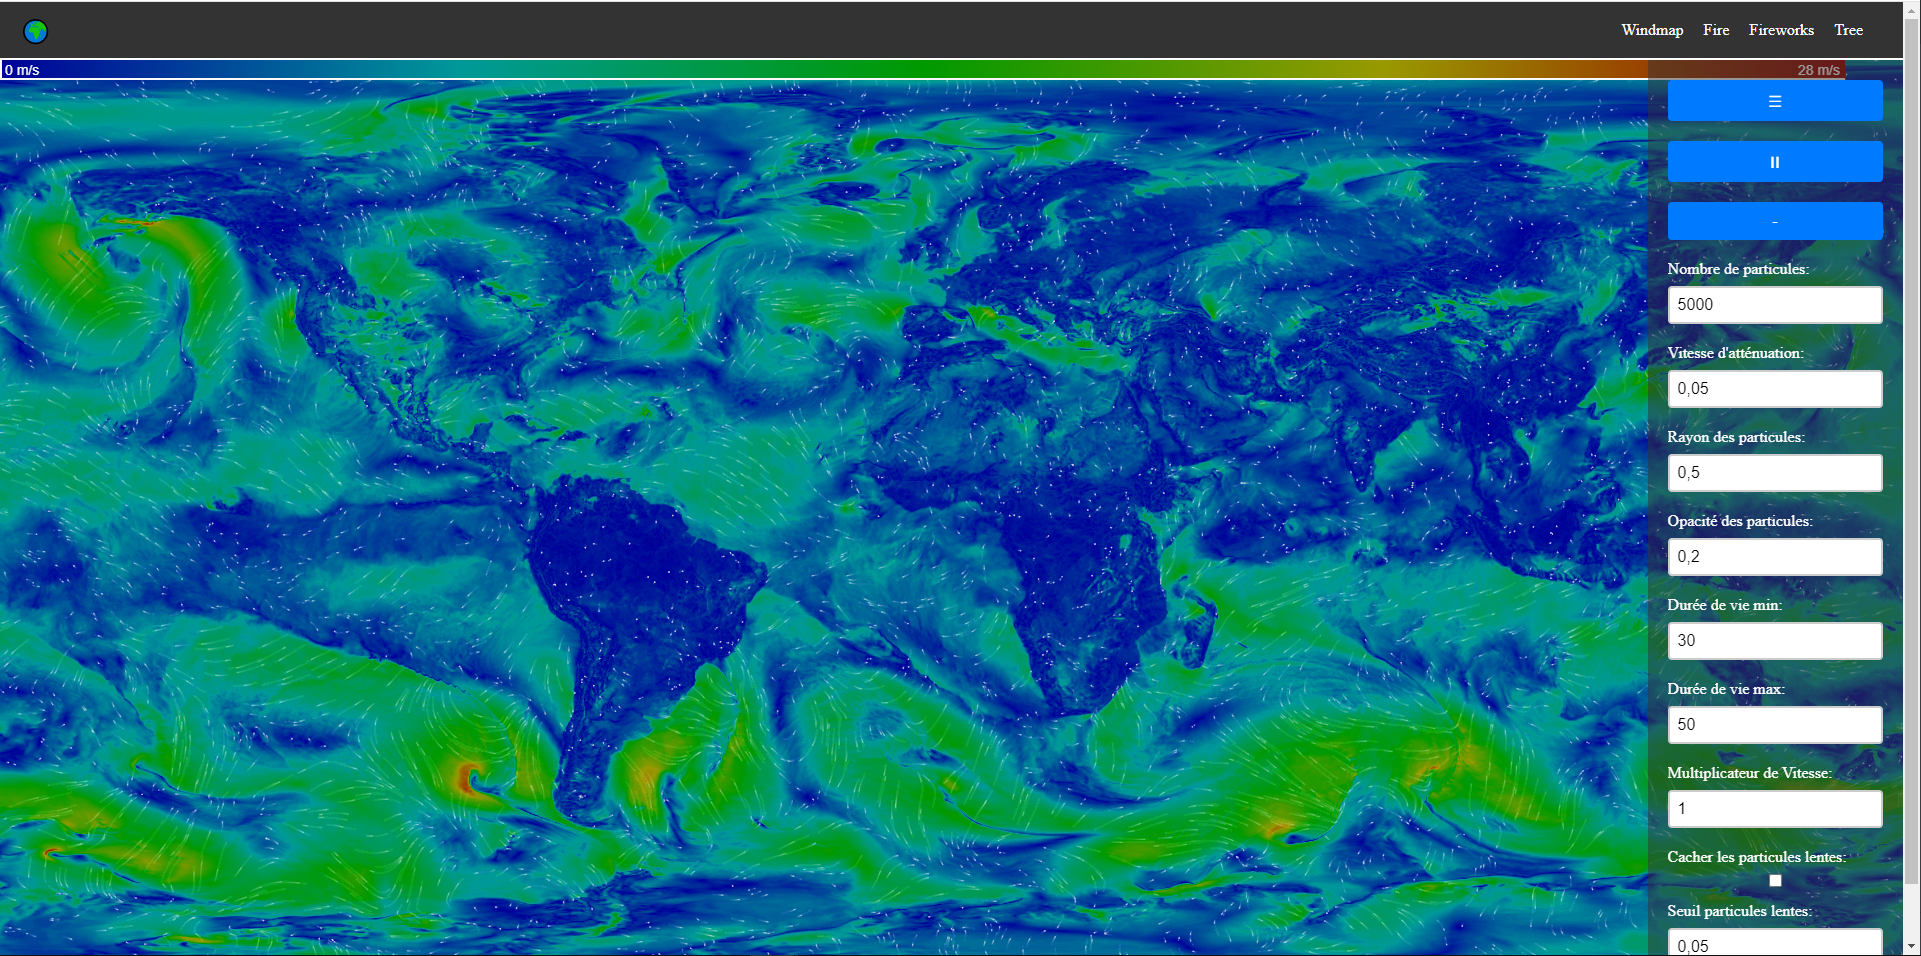 Windmap Fire Fireworks Tree
0 m/s 28 m/s
☰
-
Nombre de particules:
5000
Vitesse d'atténuation:
0,05
Rayon des particules:
0,5
Opacité des particules:
0,2
Durée de vie min:
30
Durée de vie max:
50
Multiplicateur de Vitesse:
1
Cacher les particules lentes:
Seuil particules lentes:
0,05